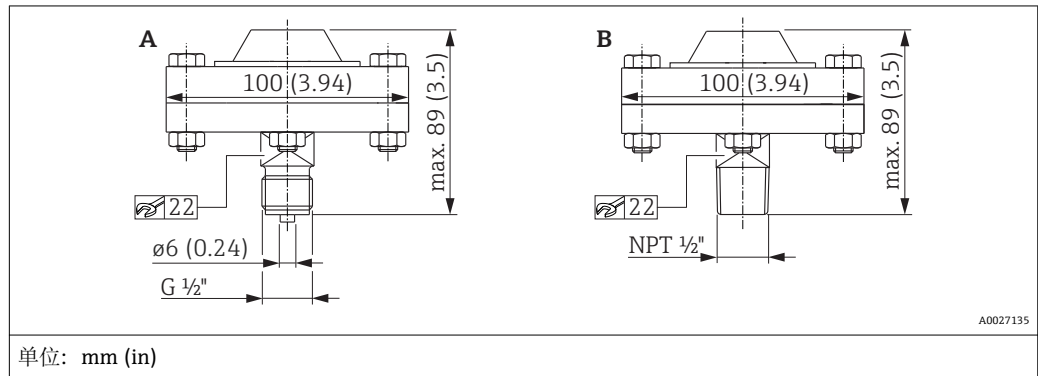 A
100 (3.94)
max. 89 (3.5)
22
ø6 (0.24)
G ½"
B
100 (3.94)
max. 89 (3.5)
22
NPT ½"
A0027135
单位: mm (in)